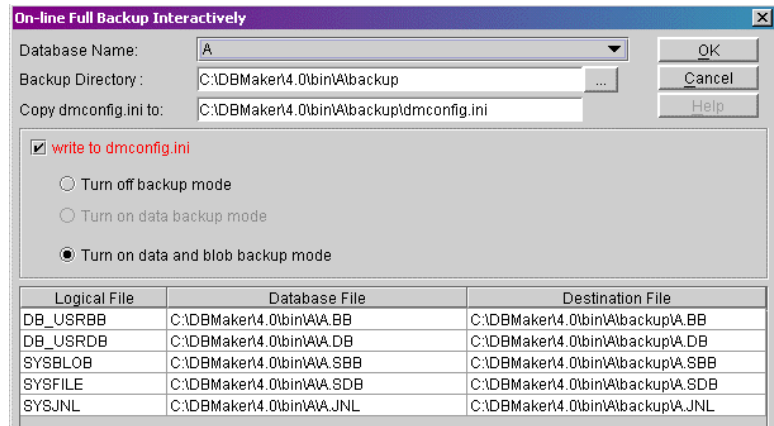 On-line Full Backup Interactively
Database Name: A OK
Backup Directory : C:\DBMaker\4.0\bin\A\backup ... Cancel
Copy dmconfig.ini to: C:\DBMaker\4.0\bin\A\backup\dmconfig.ini Help
write to dmconfig.ini
Turn off backup mode
Turn on data backup mode
Turn on data and blob backup mode
Logical File Database File Destination File
DB_USRBB C:\DBMaker\4.0\bin\A\A.BB C:\DBMaker\4.0\bin\A\backup\A.BB
DB_USRDB C:\DBMaker\4.0\bin\A\A.DB C:\DBMaker\4.0\bin\A\backup\A.DB
SYSBLOB C:\DBMaker\4.0\bin\A\A.SBB C:\DBMaker\4.0\bin\A\backup\A.SBB
SYSFILE C:\DBMaker\4.0\bin\A\A.SDB C:\DBMaker\4.0\bin\A\backup\A.SDB
SYSJNL C:\DBMaker\4.0\bin\A\A.JNL C:\DBMaker\4.0\bin\A\backup\A.JNL